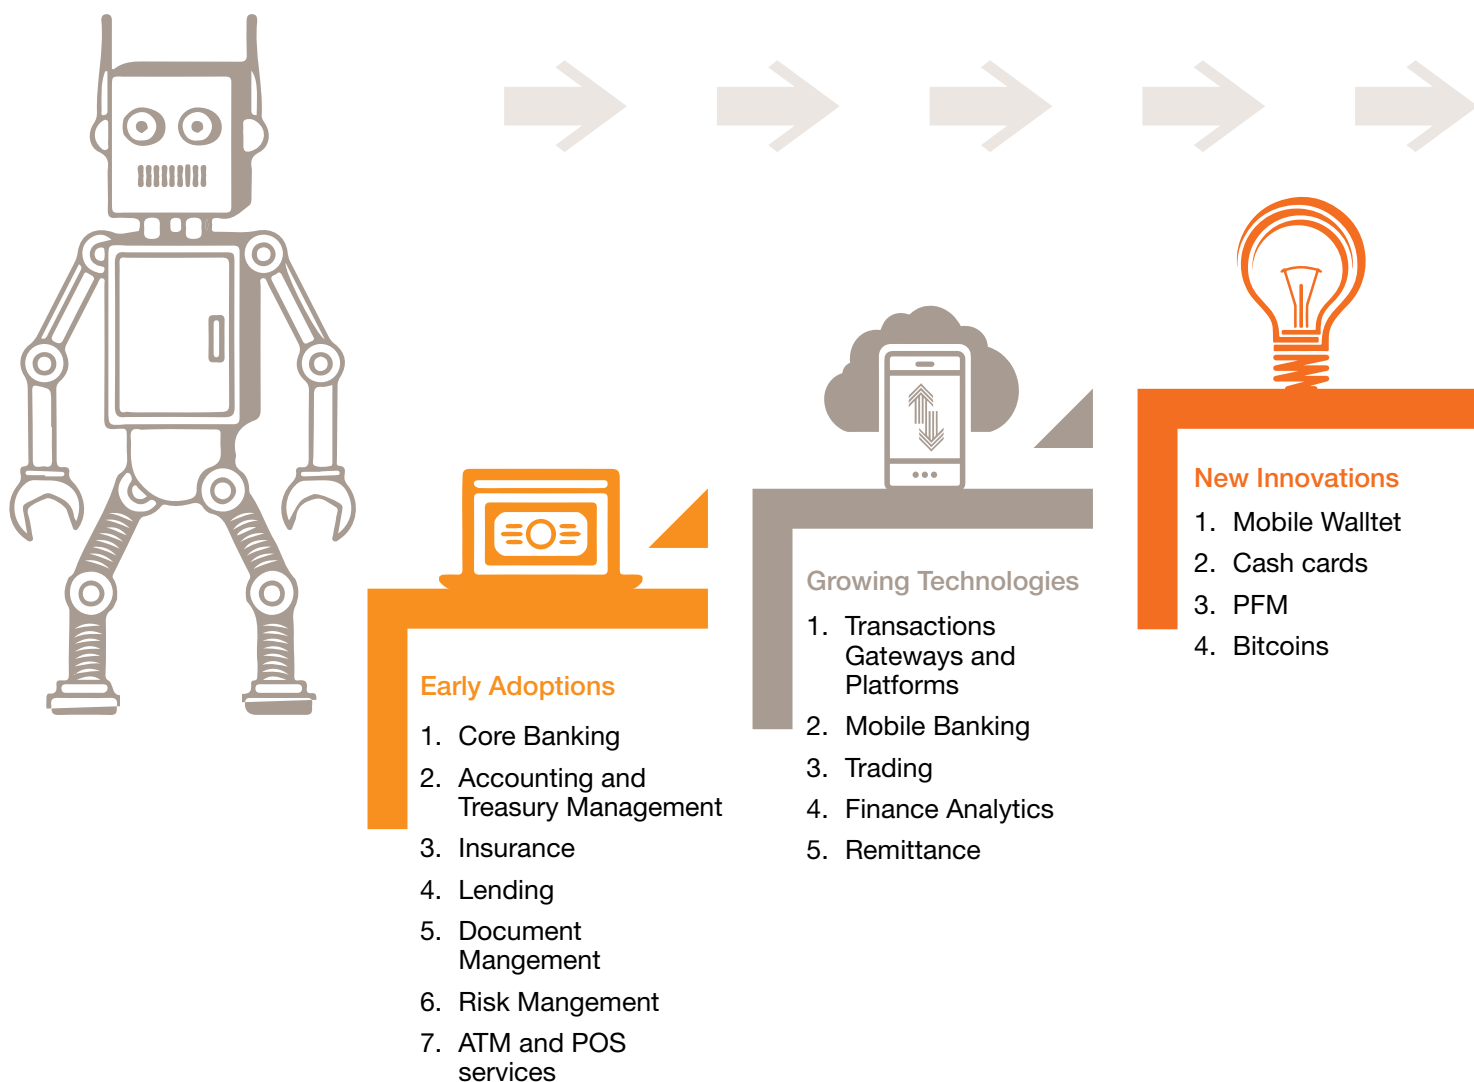 Early Adoptions
1. Core Banking
2. Accounting and
Treasury Management
3. Insurance
4. Lending
5. Document
Mangement
6. Risk Mangement
7. ATM and POS
services
Growing Technologies
1. Transactions
Gateways and
Platforms
2. Mobile Banking
3. Trading
4. Finance Analytics
5. Remittance
New Innovations
1. Mobile Walltet
2. Cash cards
3. PFM
4. Bitcoins